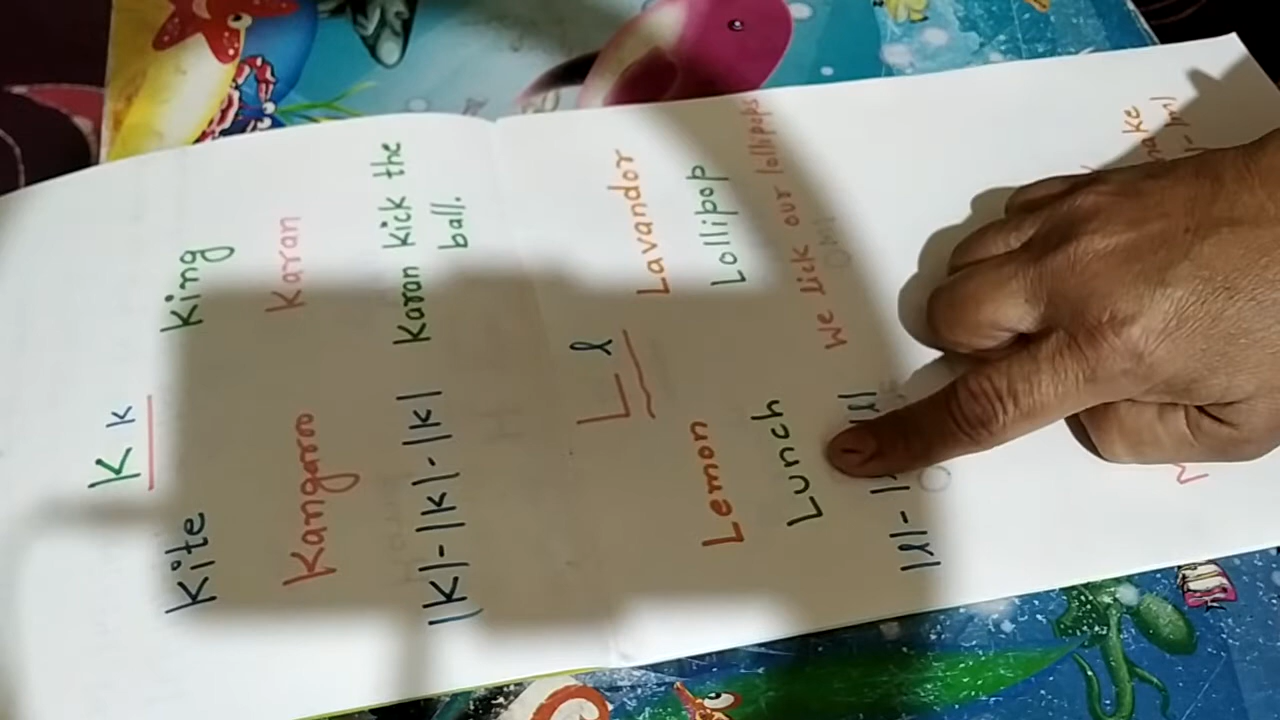 K k
Kite King
Kangaroo Karan
|K|-|K|-|K| Karan kick the
ball.
L l
Lemon Lavandor
Lunch Lollipop
We lick our lollipops